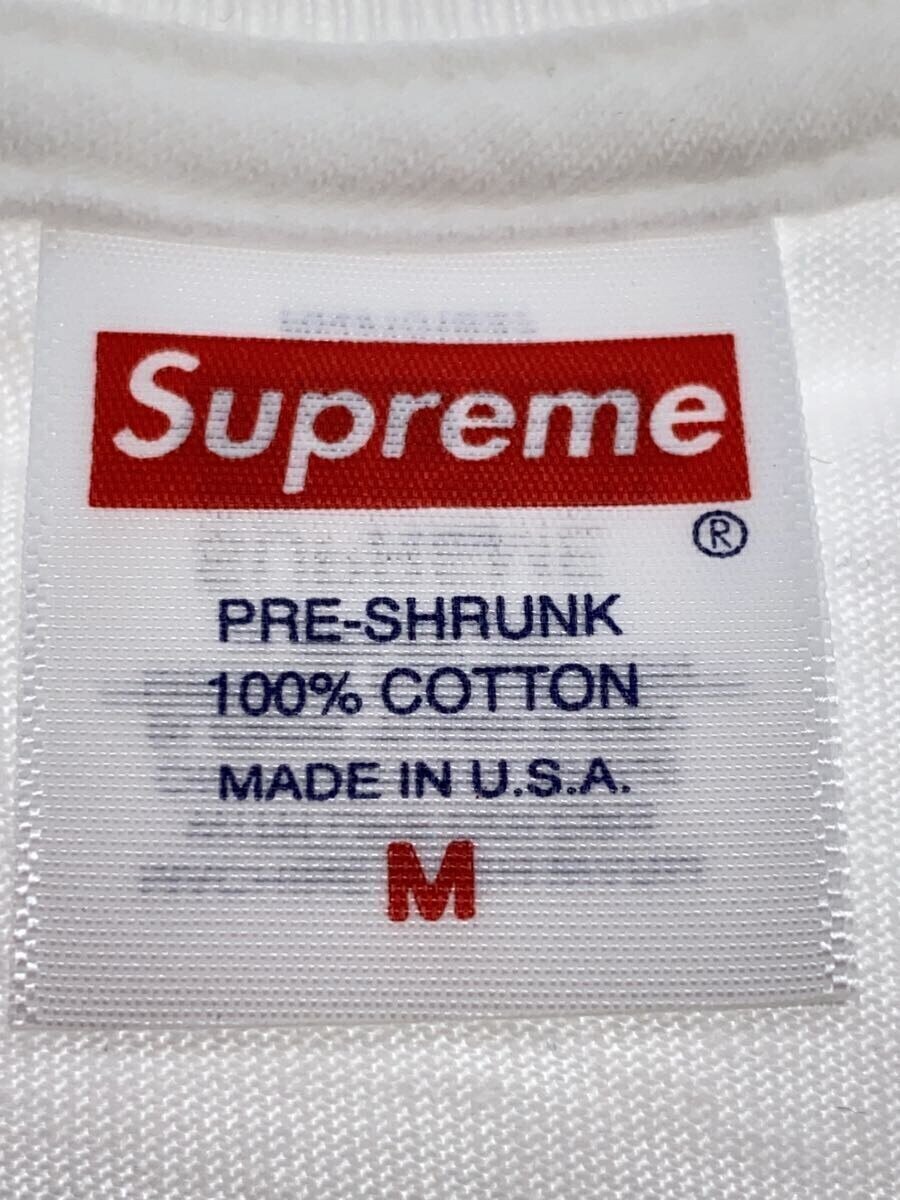 Supreme
®
PRE-SHRUNK
100% COTTON
MADE IN U.S.A.
M